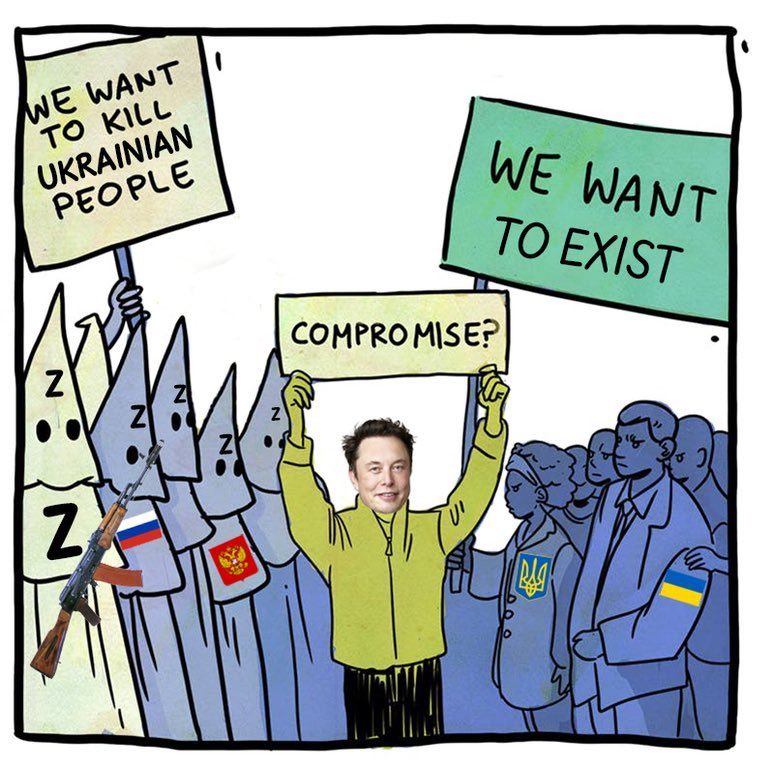 WE WANT
TO KILL
UKRAINIAN
PEOPLE
WE WANT
TO EXIST
COMPROMISE?
Z
Z
Z
Z
Z
Z